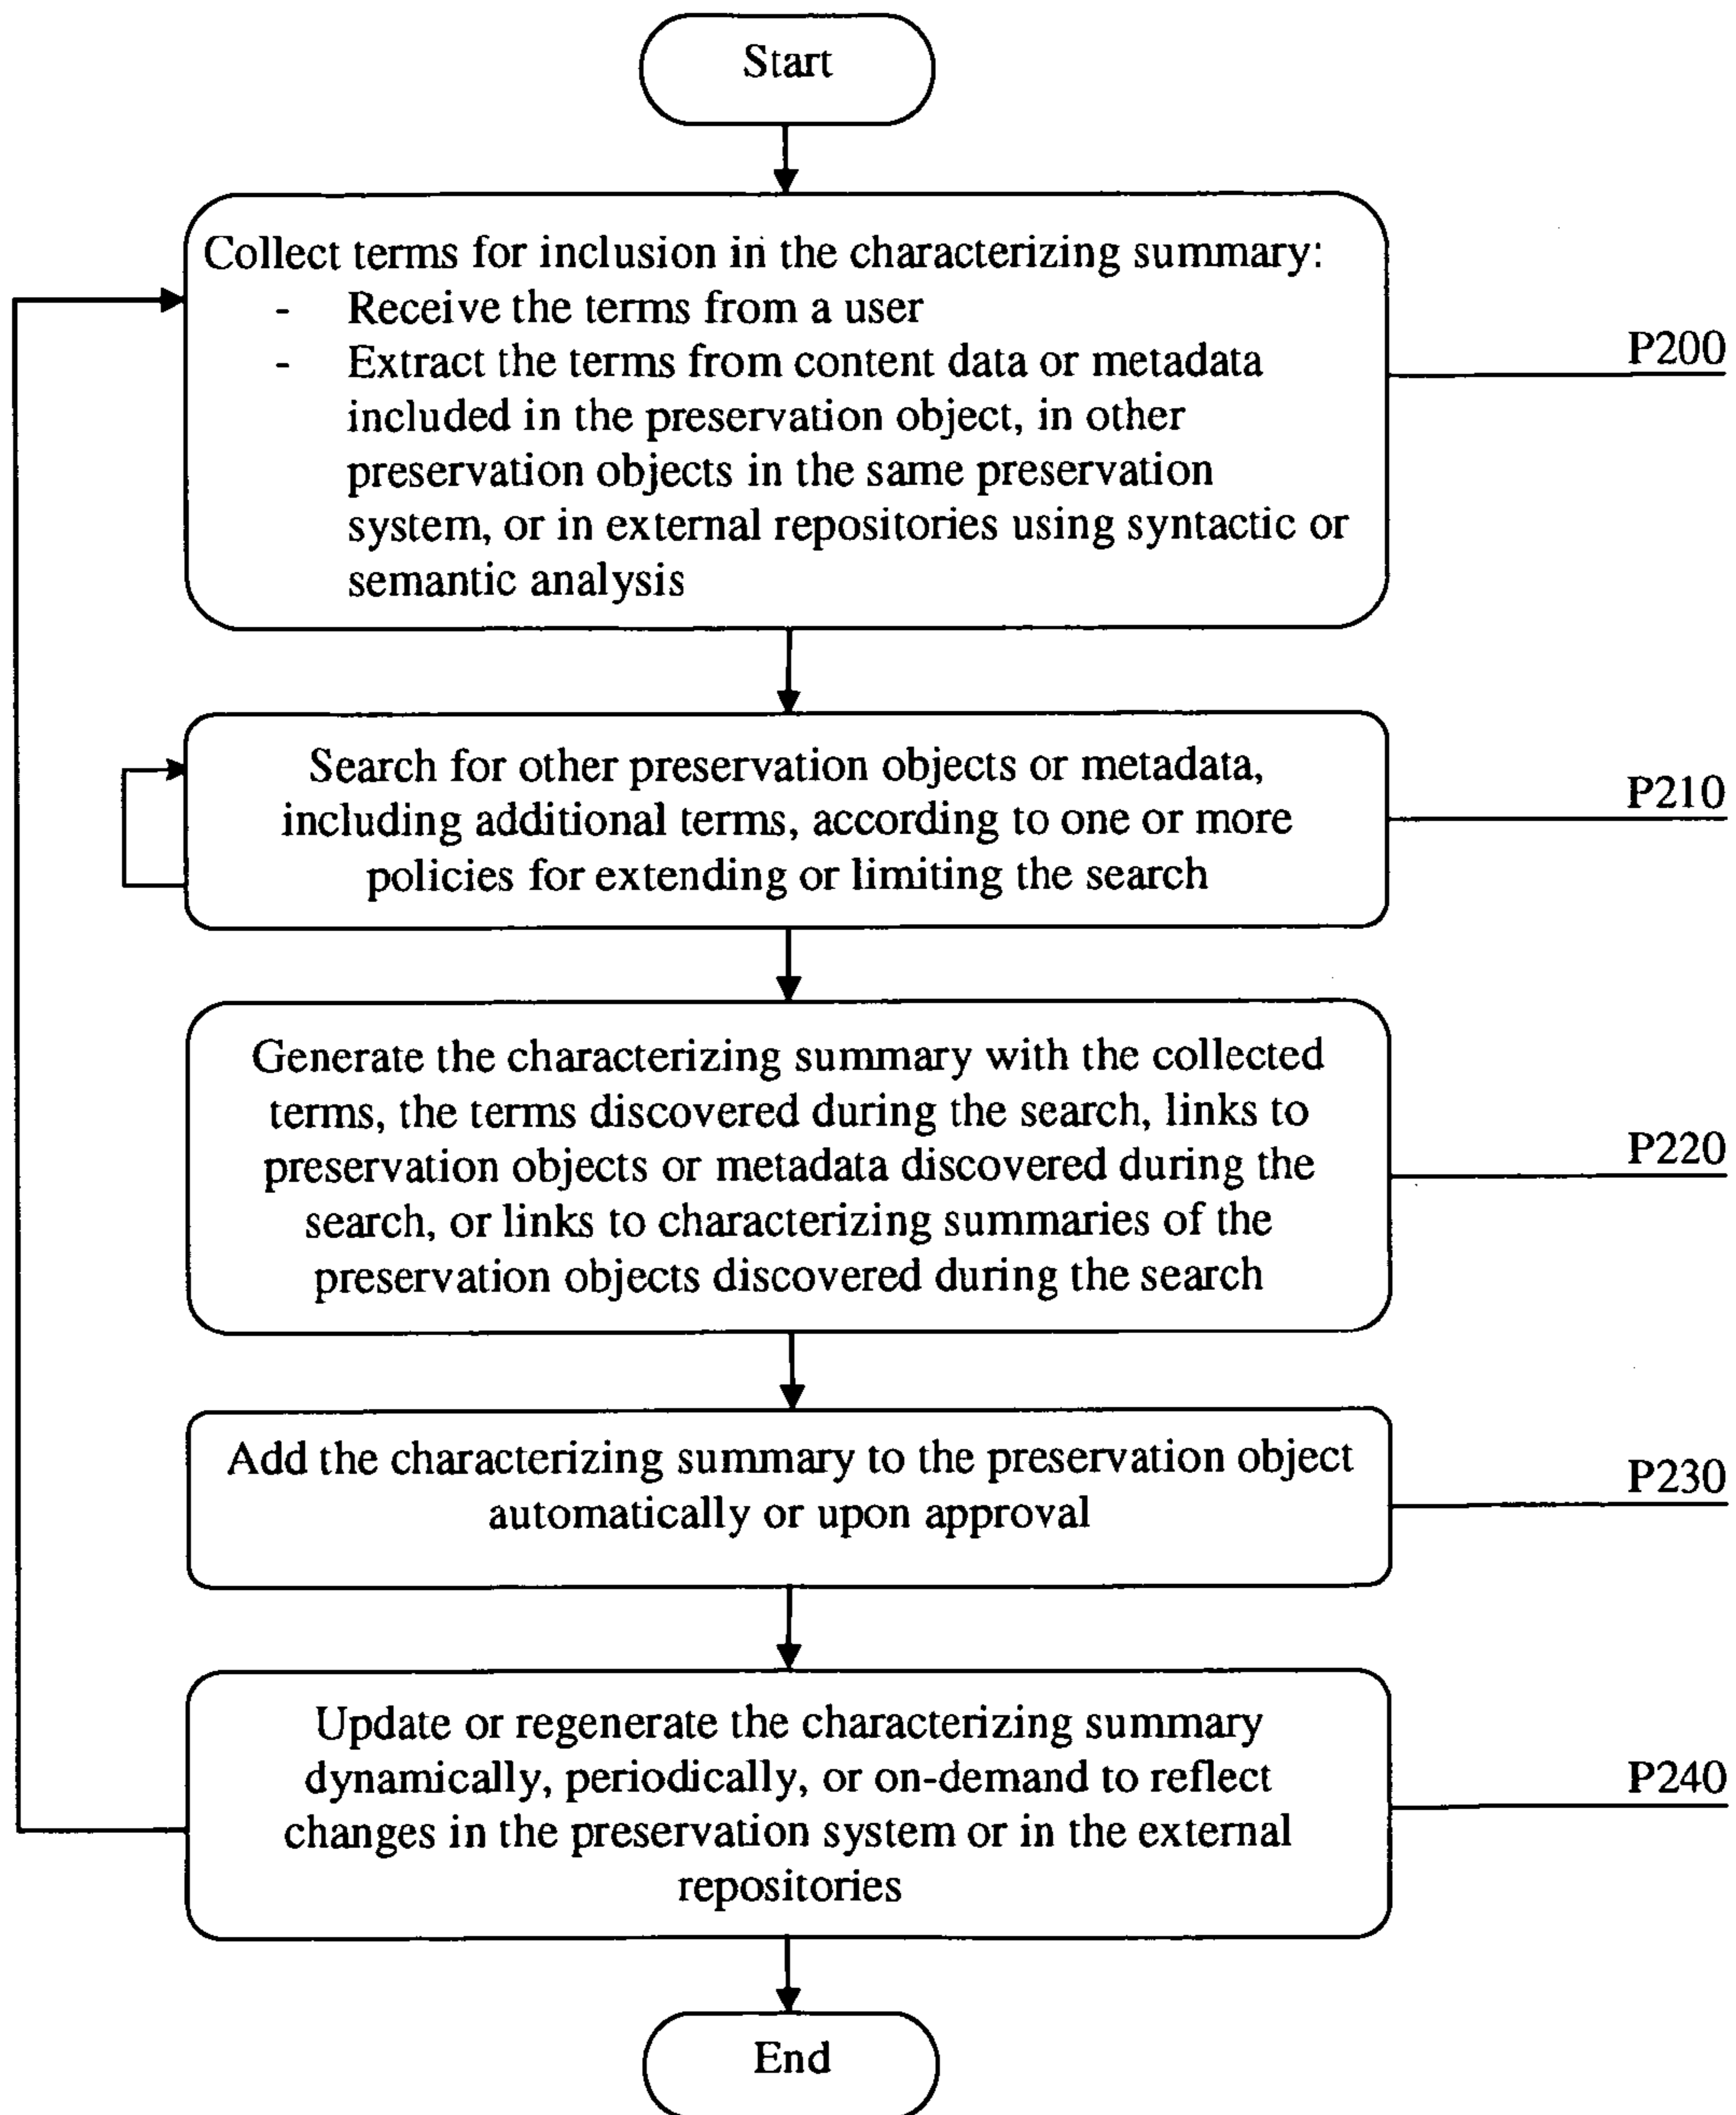 Start
Collect terms for inclusion in the characterizing summary:
- Receive the terms from a user
- Extract the terms from content data or metadata
included in the preservation object, in other
preservation objects in the same preservation
system, or in external repositories using syntactic or
semantic analysis
P200
Search for other preservation objects or metadata,
including additional terms, according to one or more
policies for extending or limiting the search
P210
Generate the characterizing summary with the collected
terms, the terms discovered during the search, links to
preservation objects or metadata discovered during the
search, or links to characterizing summaries of the
preservation objects discovered during the search
P220
Add the characterizing summary to the preservation object
automatically or upon approval
P230
Update or regenerate the characterizing summary
dynamically, periodically, or on-demand to reflect
changes in the preservation system or in the external
repositories
P240
End